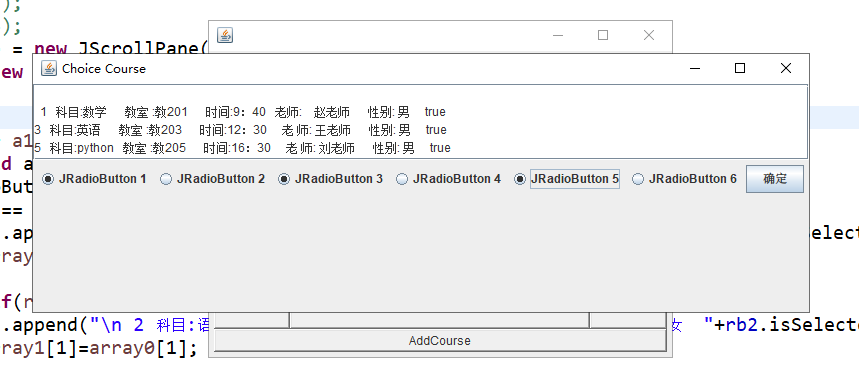 );
);
= new JScrollPane(
new
Choice Course
1 科目:数学 教室 :教201 时间:9：40 老师: 赵老师 性别: 男 true
3 科目:英语 教室 :教203 时间:12：30 老师: 王老师 性别: 男 true
5 科目:python 教室 :教205 时间:16：30 老师: 刘老师 性别: 男 true
JRadioButton 1 JRadioButton 2 JRadioButton 3 JRadioButton 4 JRadioButton 5 JRadioButton 6 确定
a1
d a
oBut
==
.append(
ray
f(r
.append("\n 2 科目:语 女 "+rb2.isSelecte
ray1[1]=array0[1];
AddCourse